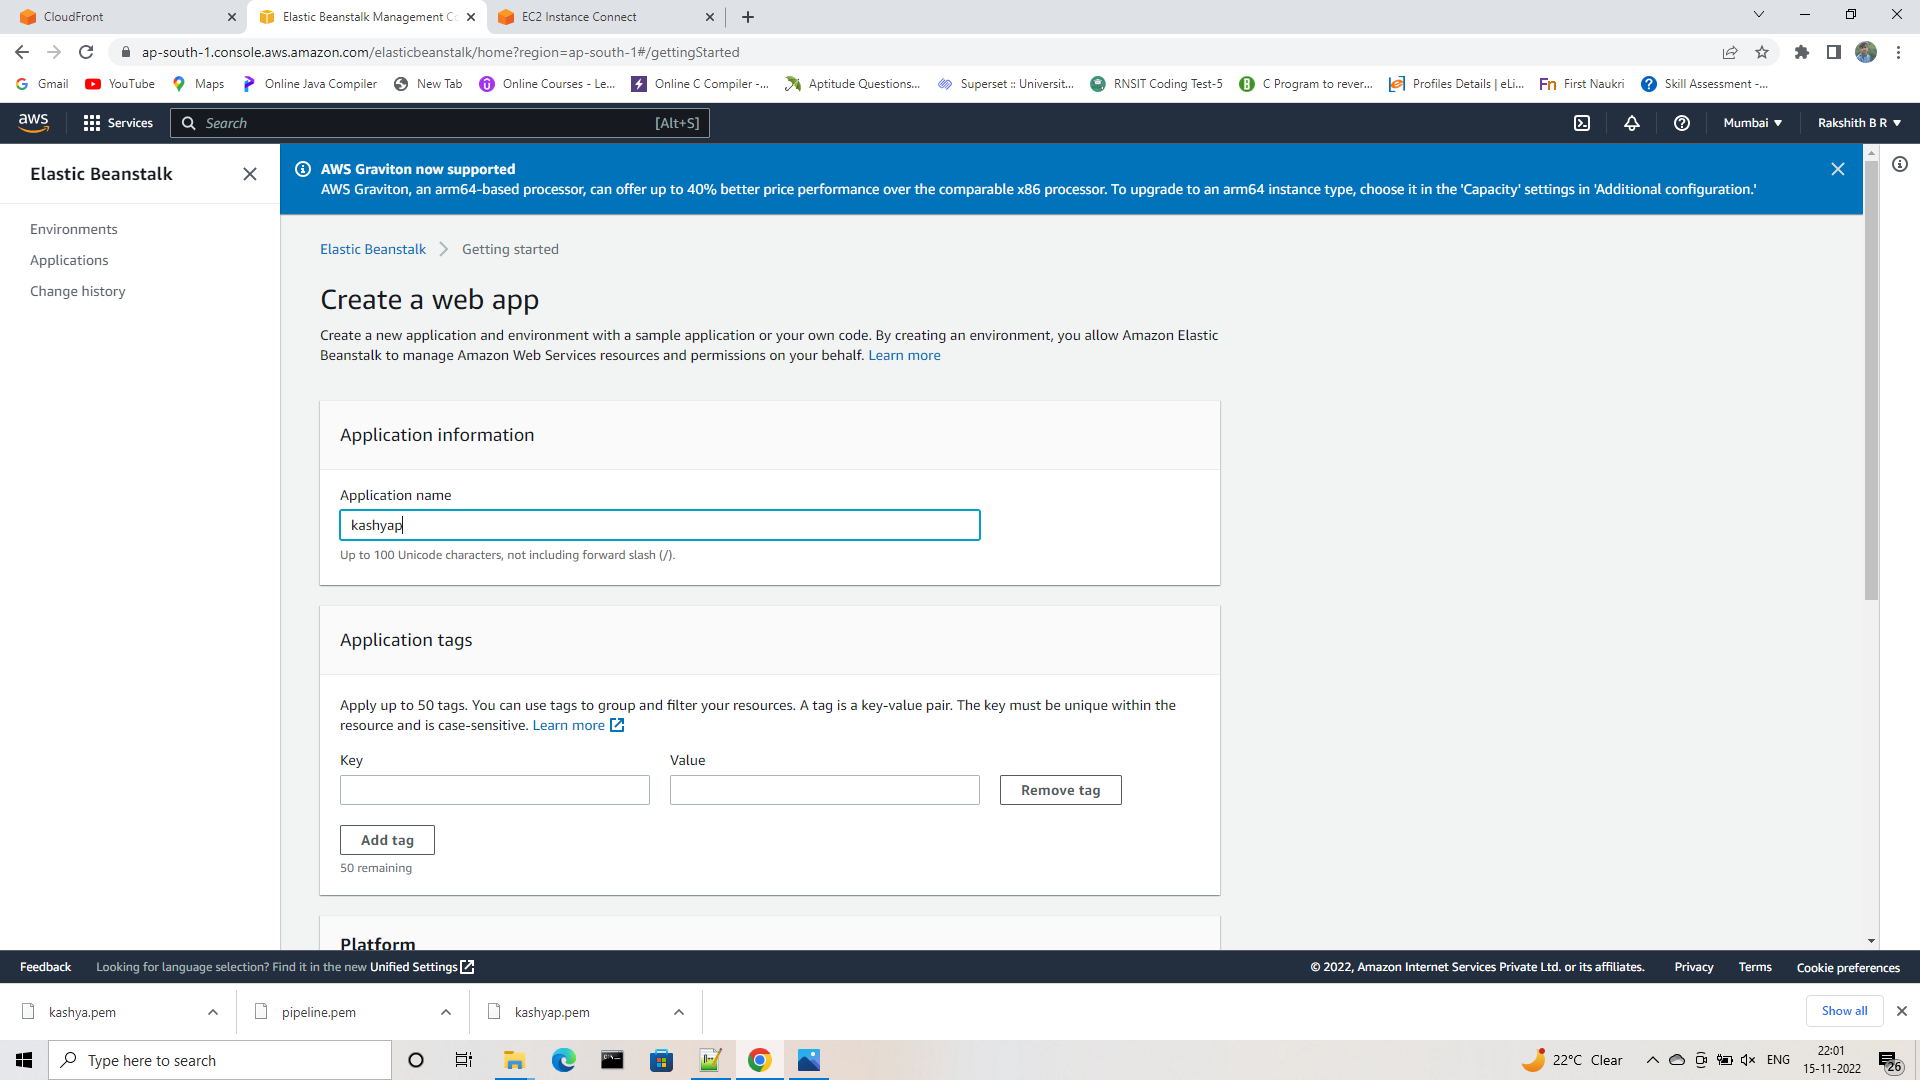 CloudFront
Elastic Beanstalk Management Co
EC2 Instance Connect
ap-south-1.console.aws.amazon.com/elasticbeanstalk/home?region=ap-south-1#/gettingStarted
Gmail
YouTube
Maps
Online Java Compiler
New Tab
Online Courses - Le...
Online C Compiler -...
Aptitude Questions...
Superset :: Universit...
RNSIT Coding Test-5
C Program to rever...
Profiles Details | eLi...
First Naukri
Skill Assessment -...
aws
Services
Search
[Alt+S]
Mumbai
Rakshith B R
Elastic Beanstalk
Environments
Applications
Change history
AWS Graviton now supported
AWS Graviton, an arm64-based processor, can offer up to 40% better price performance over the comparable x86 processor. To upgrade to an arm64 instance type, choose it in the 'Capacity' settings in 'Additional configuration.'
Elastic Beanstalk
Getting started
Create a web app
Create a new application and environment with a sample application or your own code. By creating an environment, you allow Amazon Elastic
Beanstalk to manage Amazon Web Services resources and permissions on your behalf. Learn more
Application information
Application name
kashyap
Up to 100 Unicode characters, not including forward slash (/).
Application tags
Apply up to 50 tags. You can use tags to group and filter your resources. A tag is a key-value pair. The key must be unique within the
resource and is case-sensitive. Learn more
Key
Value
Remove tag
Add tag
50 remaining
Platform
Feedback
Looking for language selection? Find it in the new Unified Settings
© 2022, Amazon Internet Services Private Ltd. or its affiliates.
Privacy
Terms
Cookie preferences
kashya.pem
pipeline.pem
kashyap.pem
Show all
Type here to search
22°C Clear
ENG
22:01
15-11-2022
26